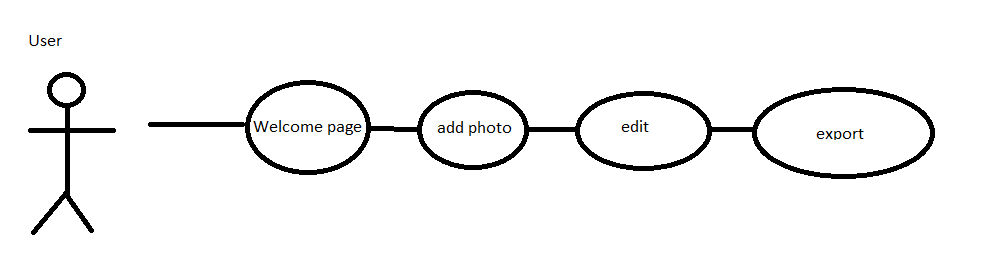 User
Welcome page
add photo
edit
export